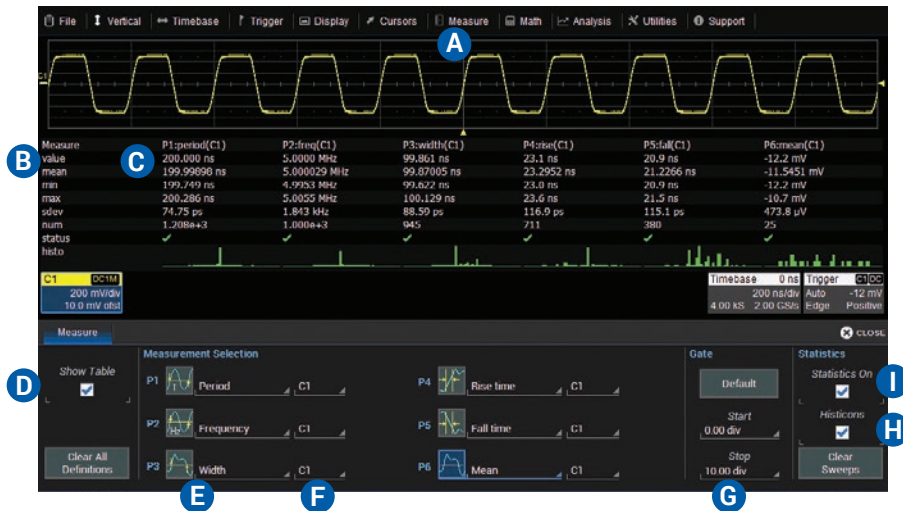 File Vertical Timebase Trigger Display Cursors Measure Math Analysis Utilities Support
A
C1
Measure P1:period(C1) P2:freq(C1) P3:width(C1) P4:rise(C1) P5:fall(C1) P6:mean(C1)
B C
value 200.000 ns 5.0000 MHz 99.861 ns 23.1 ns 20.9 ns -12.2 mV
mean 199.99898 ns 5.000029 MHz 99.87005 ns 23.2952 ns 21.2266 ns -11.5451 mV
min 199.749 ns 4.9953 MHz 99.622 ns 23.0 ns 20.9 ns -12.2 mV
max 200.286 ns 5.0055 MHz 100.129 ns 23.6 ns 21.5 ns -10.7 mV
sdev 74.75 ps 1.843 kHz 88.59 ps 116.9 ps 115.1 ps 473.8 µV
num 1.208e+3 1.000e+3 945 711 380 25
status
histo
C1 DC1M
200 mV/div
10.0 mV ofst
Timebase 0 ns Trigger C1 DC
200 ns/div Auto -12 mV
4.00 kS 2.00 GS/s Edge Positive
Measure CLOSE
Measurement Selection Gate Statistics
D Show Table P1 Period C1 P4 Rise time C1 Default Statistics On I
P2 Frequency C1 P5 Fall time C1 Start 0.00 div Histicons H
Clear All Definitions P3 Width C1 P6 Mean C1 Stop 10.00 div Clear Sweeps
E F G